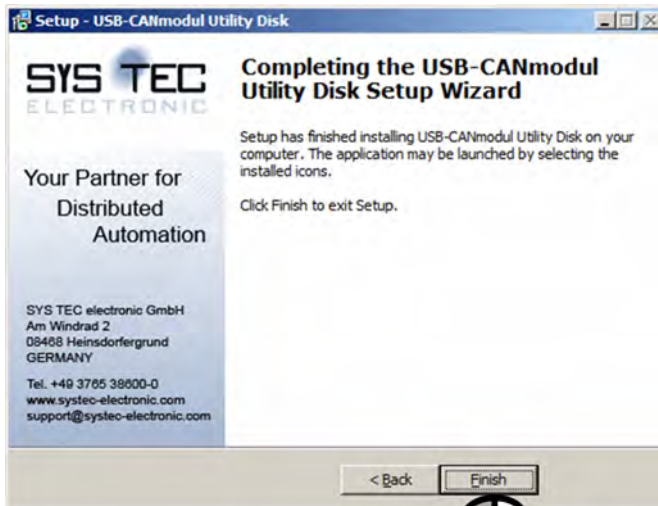 Setup - USB-CANmodul Utility Disk
SYS TEC
ELECTRONIC
Your Partner for
Distributed
Automation
SYS TEC electronic GmbH
Am Windrad 2
08468 Heinsdorfergrund
GERMANY
Tel. +49 3765 38600-0
www.systec-electronic.com
support@systec-electronic.com
Completing the USB-CANmodul
Utility Disk Setup Wizard
Setup has finished installing USB-CANmodul Utility Disk on your
computer. The application may be launched by selecting the
installed icons.
Click Finish to exit Setup.
< Back
Finish